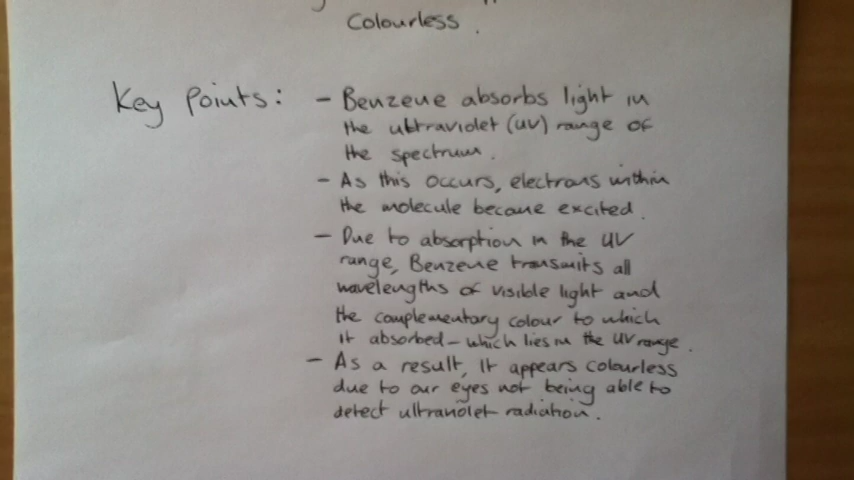 Colourless.
Key Points: - Benzene absorbs light in
the ultraviolet (UV) range of
the spectrum.
- As this occurs, electrons within
the molecule become excited.
- Due to absorption in the UV
range, Benzene transmits all
wavelengths of visible light and
the complementary colour to which
it absorbed - which lies in the UV range.
- As a result, it appears colourless
due to our eyes not being able to
detect ultraviolet radiation.